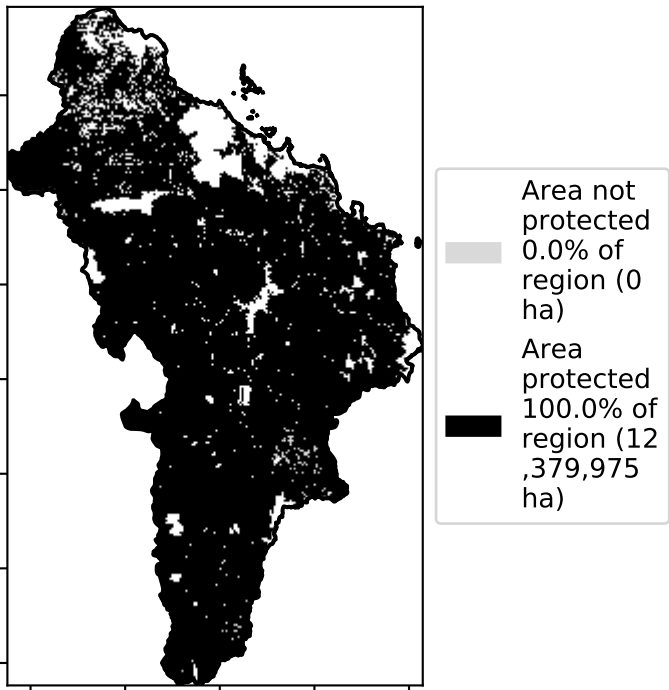 Area not
protected
0.0% of
region (0
ha)
Area
protected
100.0% of
region (12
,379,975
ha)